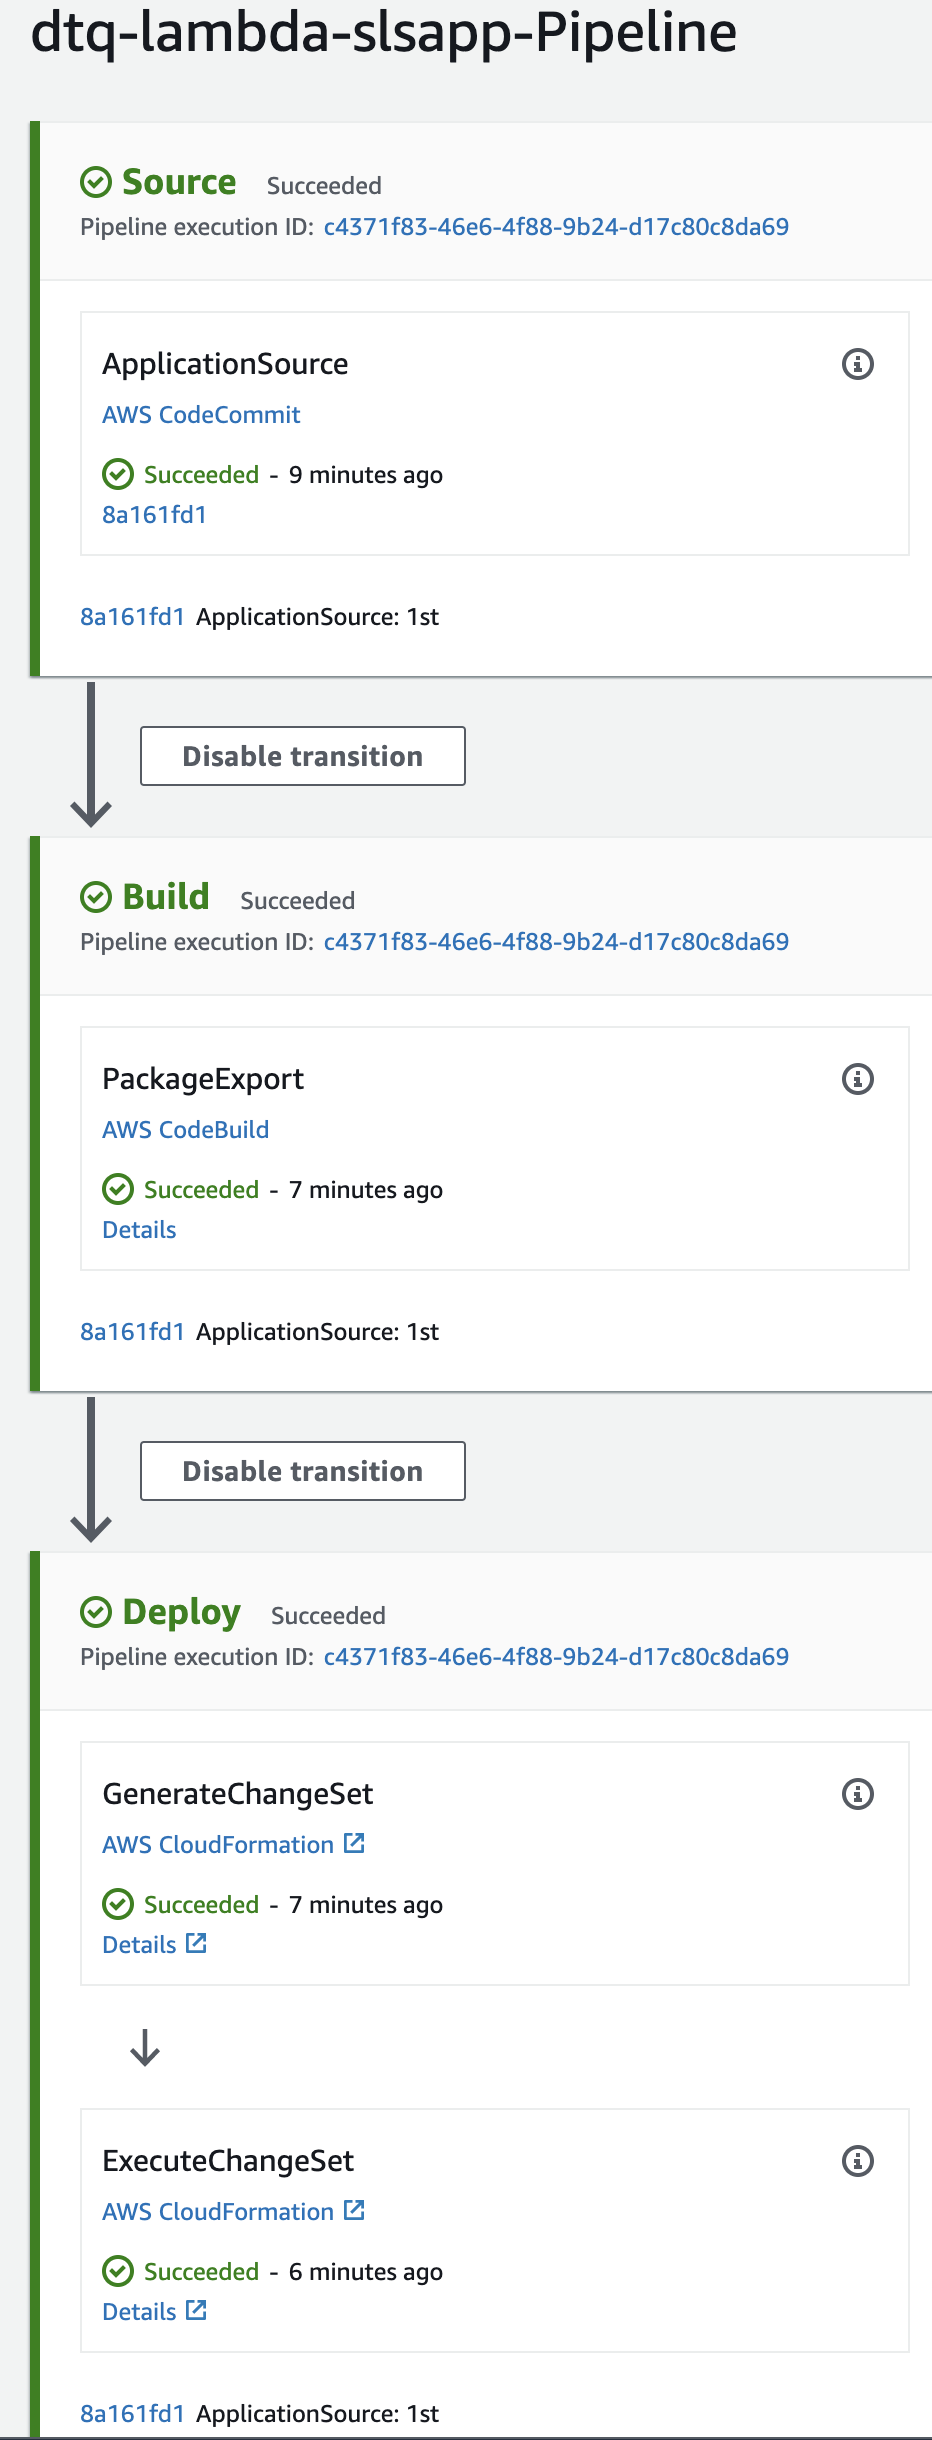 dtq-lambda-slsapp-Pipeline
Source Succeeded
Pipeline execution ID: c4371f83-46e6-4f88-9b24-d17c80c8da69
ApplicationSource
AWS CodeCommit
Succeeded - 9 minutes ago
8a161fd1
8a161fd1 ApplicationSource: 1st
Disable transition
Build Succeeded
Pipeline execution ID: c4371f83-46e6-4f88-9b24-d17c80c8da69
PackageExport
AWS CodeBuild
Succeeded - 7 minutes ago
Details
8a161fd1 ApplicationSource: 1st
Disable transition
Deploy Succeeded
Pipeline execution ID: c4371f83-46e6-4f88-9b24-d17c80c8da69
GenerateChangeSet
AWS CloudFormation
Succeeded - 7 minutes ago
Details
ExecuteChangeSet
AWS CloudFormation
Succeeded - 6 minutes ago
Details
8a161fd1 ApplicationSource: 1st